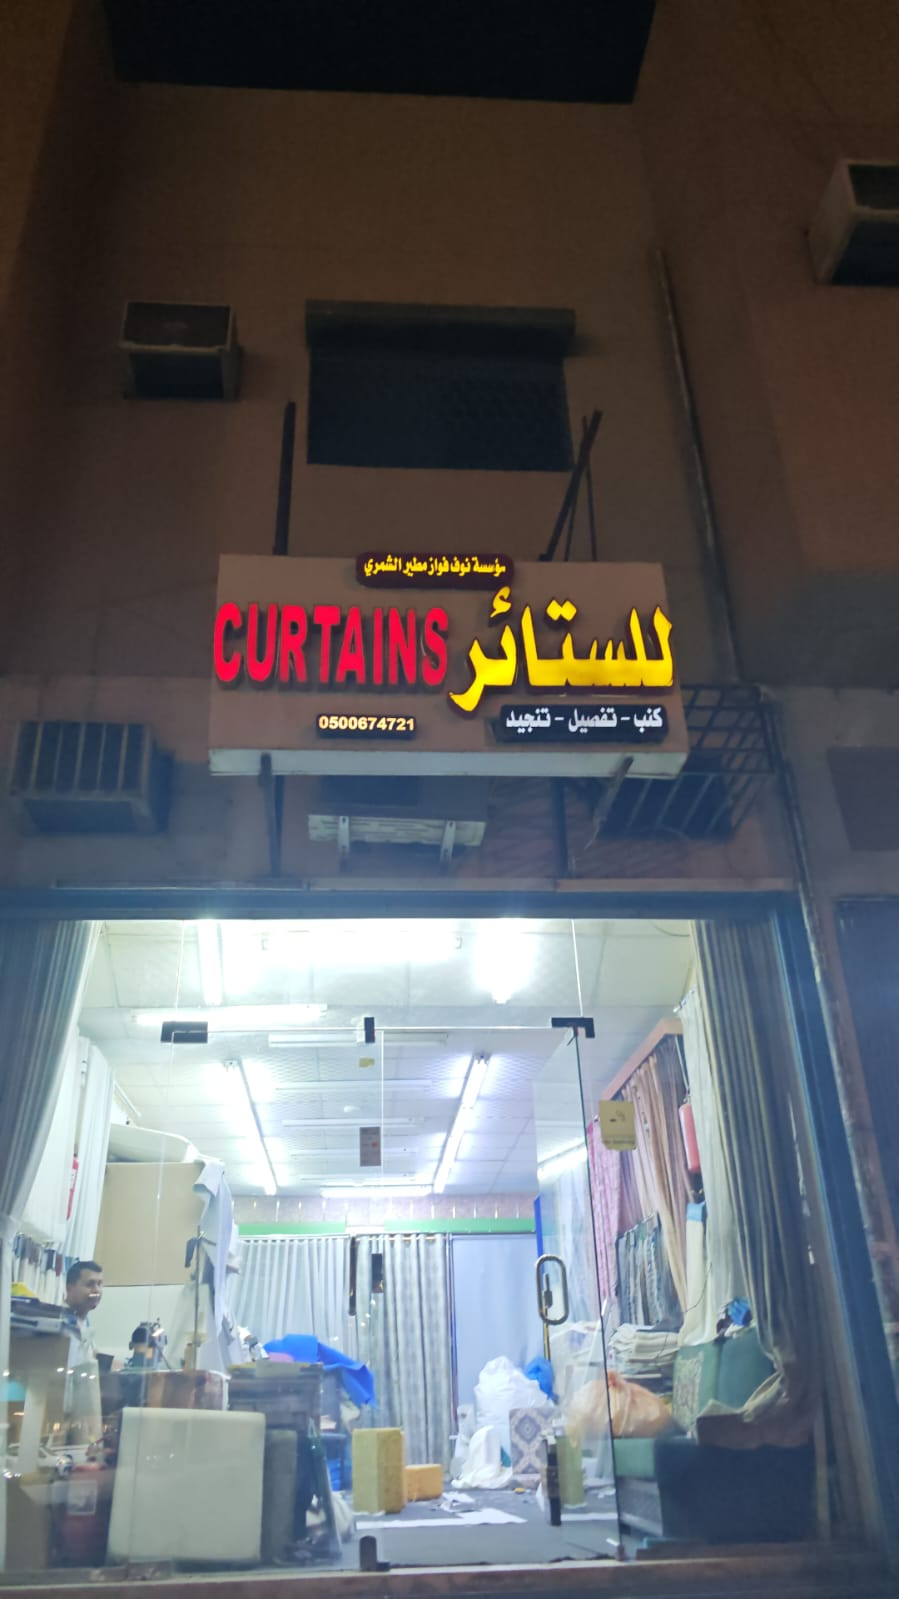 مؤسسة نوف فواز مطير الشمري
للستائر CURTAINS
كنب - تفصيل - تنجيد
0500674721